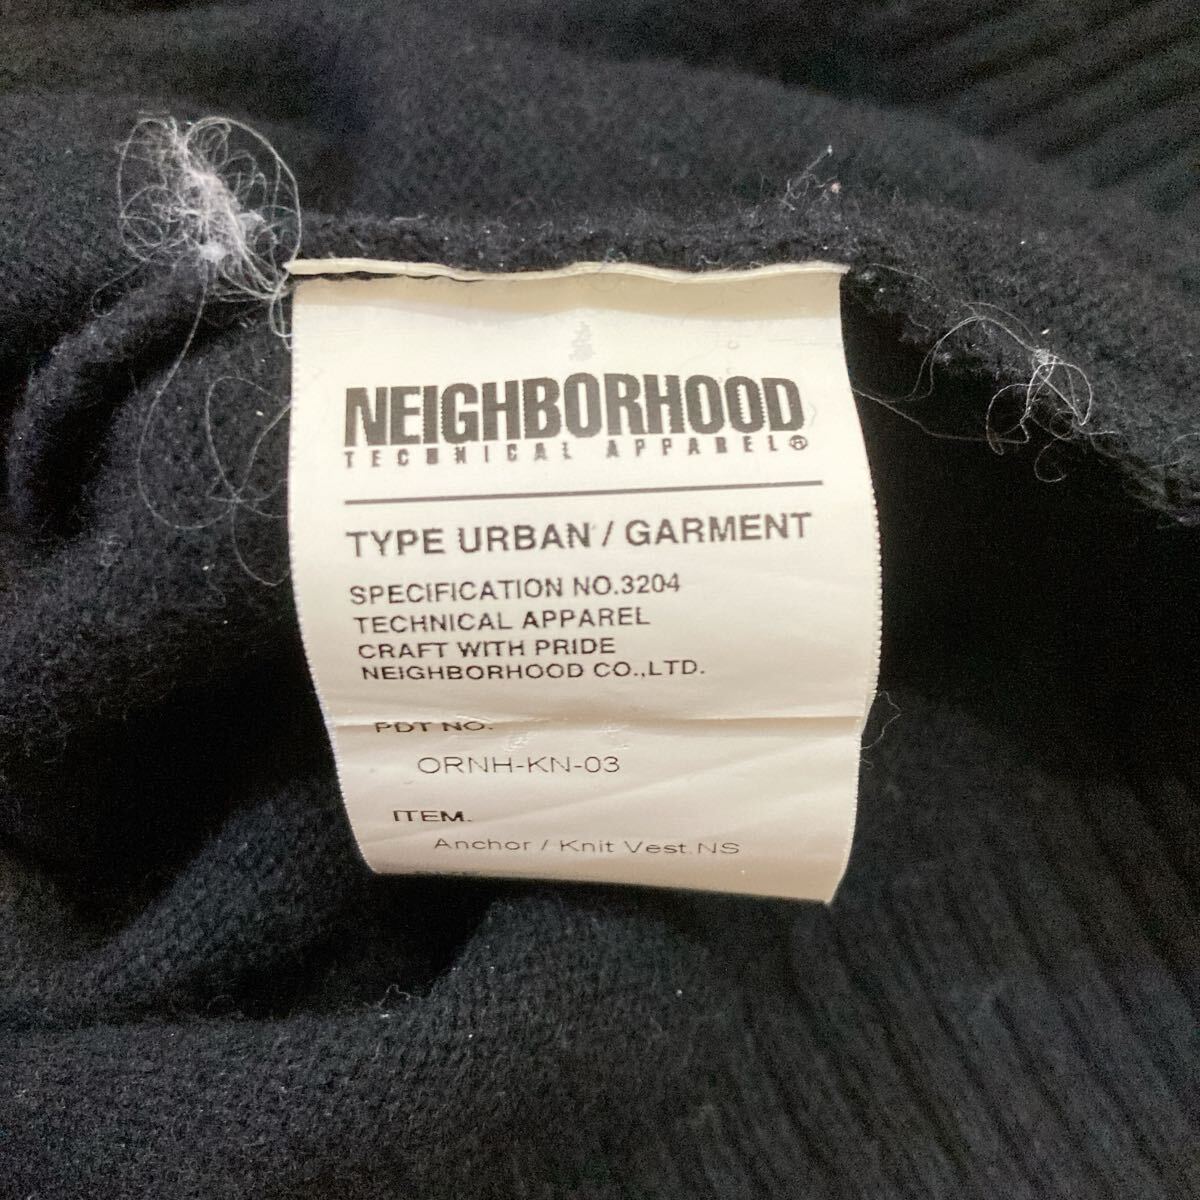 NEIGHBORHOOD
TECHNICAL APPAREL®
TYPE URBAN / GARMENT
SPECIFICATION NO.3204
TECHNICAL APPAREL
CRAFT WITH PRIDE
NEIGHBORHOOD CO.,LTD.
PDT NO.
ORNH-KN-03
ITEM.
Anchor / Knit Vest.NS